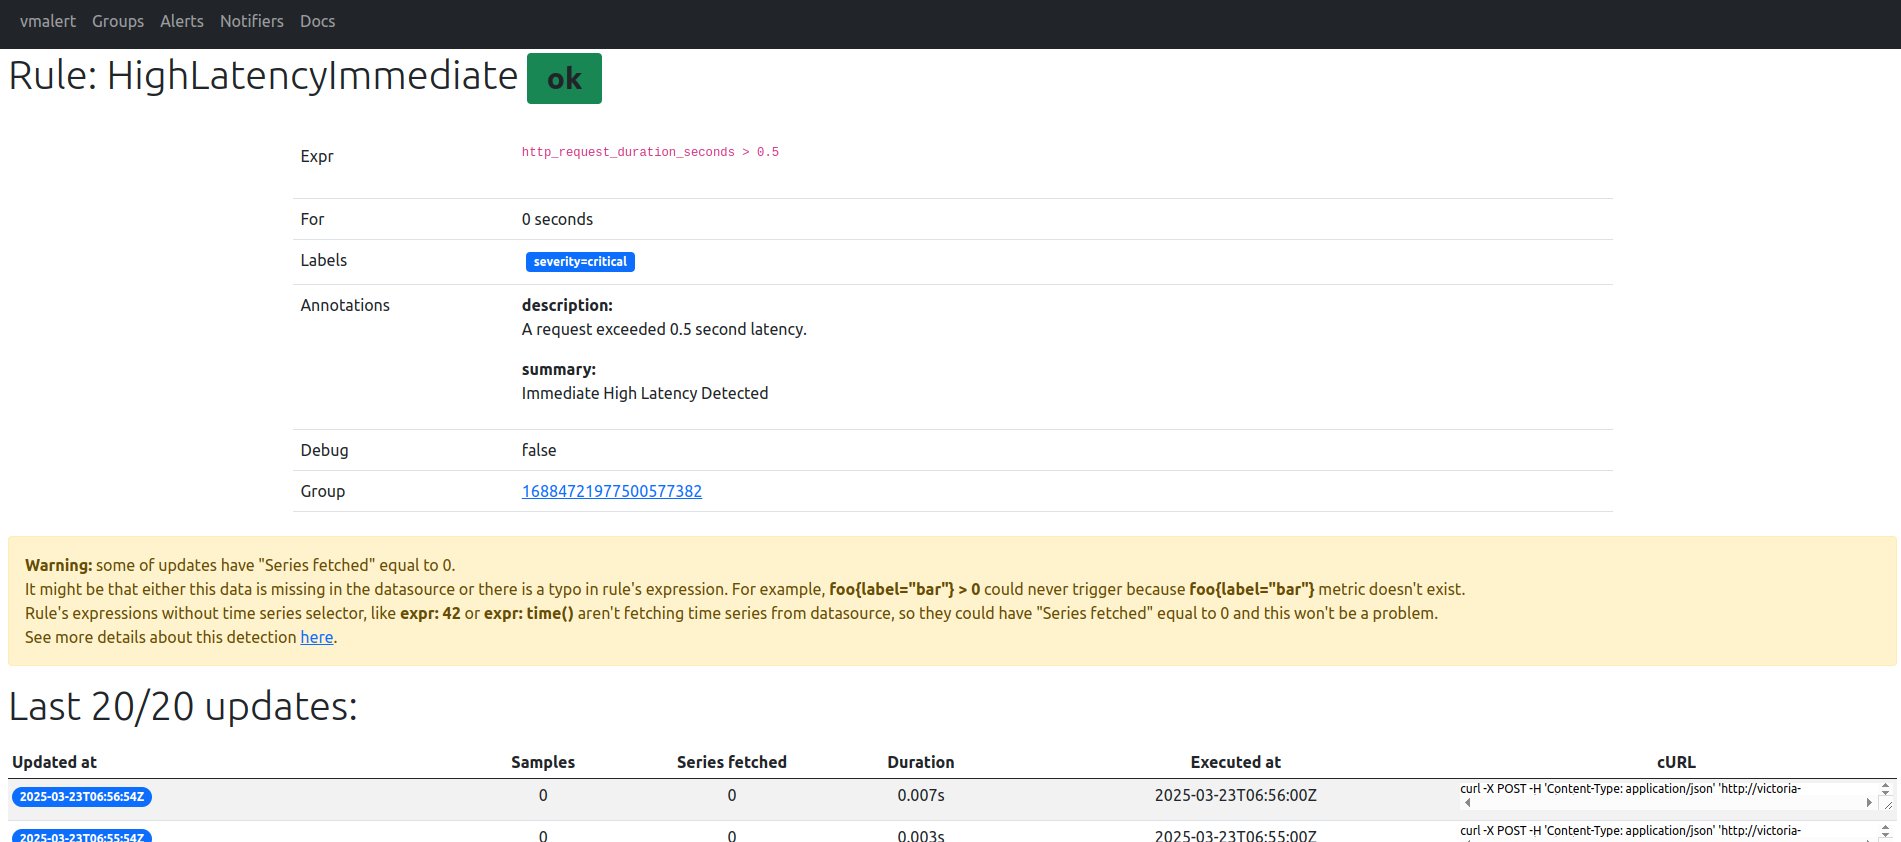 vmalert Groups Alerts Notifiers Docs
Rule: HighLatencyImmediate ok
Expr http_request_duration_seconds > 0.5
For 0 seconds
Labels severity=critical
Annotations description:
A request exceeded 0.5 second latency.
summary:
Immediate High Latency Detected
Debug false
Group 16884721977500577382
Warning: some of updates have "Series fetched" equal to 0.
It might be that either this data is missing in the datasource or there is a typo in rule's expression. For example, foo{label="bar"} > 0 could never trigger because foo{label="bar"} metric doesn't exist.
Rule's expressions without time series selector, like expr: 42 or expr: time() aren't fetching time series from datasource, so they could have "Series fetched" equal to 0 and this won't be a problem.
See more details about this detection here.
Last 20/20 updates:
Updated at Samples Series fetched Duration Executed at cURL
2025-03-23T06:56:54Z 0 0 0.007s 2025-03-23T06:56:00Z curl -X POST -H 'Content-Type: application/json' 'http://victoria-
2025-03-23T06:55:54Z 0 0 0.003s 2025-03-23T06:55:00Z curl -X POST -H 'Content-Type: application/json' 'http://victoria-